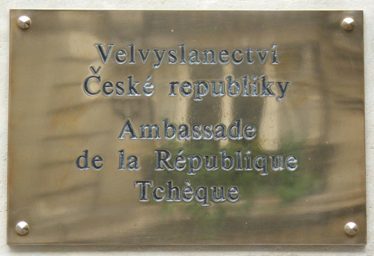 Velvyslanectví
České republiky
Ambassade
de la République
Tchèque